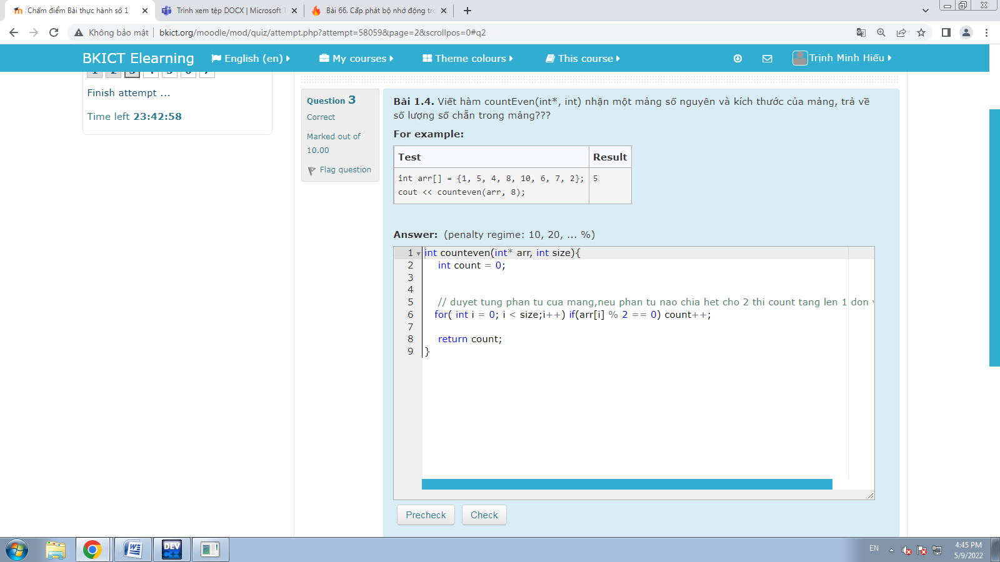 Chấm điểm Bài thực hành số 1
Trình xem tệp DOCX | Microsoft T
Bài 66. Cấp phát bộ nhớ động tro
Không bảo mật
bkict.org/moodle/mod/quiz/attempt.php?attempt=58059&page=2&scrollpos=0#q2
BKICT Elearning
English (en)
My courses
Theme colours
This course
Trịnh Minh Hiếu
1 2 3 4 5 6 7
Finish attempt ...
Time left 23:42:58
Question 3
Correct
Marked out of
10.00
Flag question
Bài 1.4. Viết hàm countEven(int*, int) nhận một mảng số nguyên và kích thước của mảng, trả về
số lượng số chẵn trong mảng???
For example:
Test Result
int arr[] = {1, 5, 4, 8, 10, 6, 7, 2}; 5
cout << counteven(arr, 8);
Answer: (penalty regime: 10, 20, ... %)
1 int counteven(int* arr, int size){
2 int count = 0;
3
4
5 // duyet tung phan tu cua mang,neu phan tu nao chia het cho 2 thi count tang len 1 don v
6 for( int i = 0; i < size;i++) if(arr[i] % 2 == 0) count++;
7
8 return count;
9 }
Precheck
Check
DEV
C++
EN
4:45 PM
5/9/2022